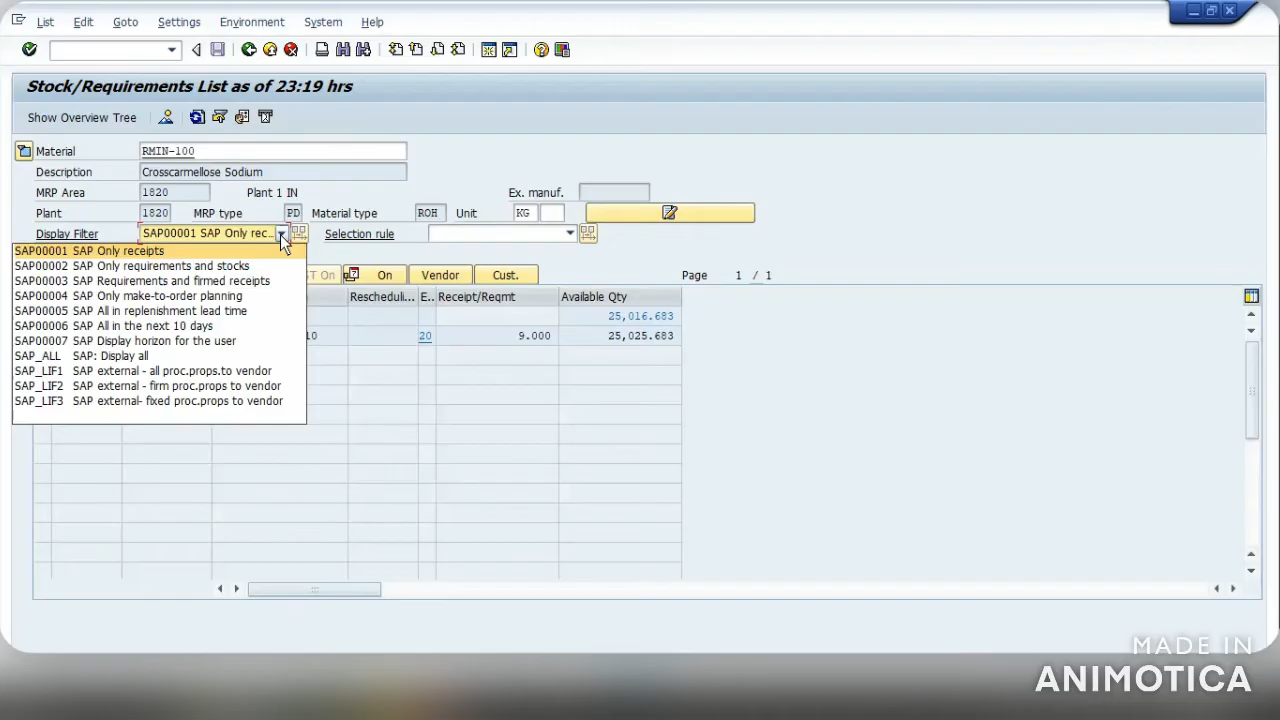 List Edit Goto Settings Environment System Help
Stock/Requirements List as of 23:19 hrs
Show Overview Tree
Material RMIN-100
Description Crosscarmellose Sodium
MRP Area 1820 Plant 1 IN Ex. manuf.
Plant 1820 MRP type PD Material type ROH Unit KG
Display Filter SAP00001 SAP Only rec... Selection rule
SAP00001 SAP Only receipts
SAP00002 SAP Only requirements and stocks
SAP00003 SAP Requirements and firmed receipts
SAP00004 SAP Only make-to-order planning
SAP00005 SAP All in replenishment lead time
SAP00006 SAP All in the next 10 days
SAP00007 SAP Display horizon for the user
SAP_ALL SAP: Display all
SAP_LIF1 SAP external - all proc.props.to vendor
SAP_LIF2 SAP external - firm proc.props to vendor
SAP_LIF3 SAP external- fixed proc.props to vendor
ST On On Vendor Cust. Page 1 / 1
Rescheduli... E.. Receipt/Reqmt Available Qty
25,016.683
10 20 9.000 25,025.683
MADE IN
ANIMOTICA